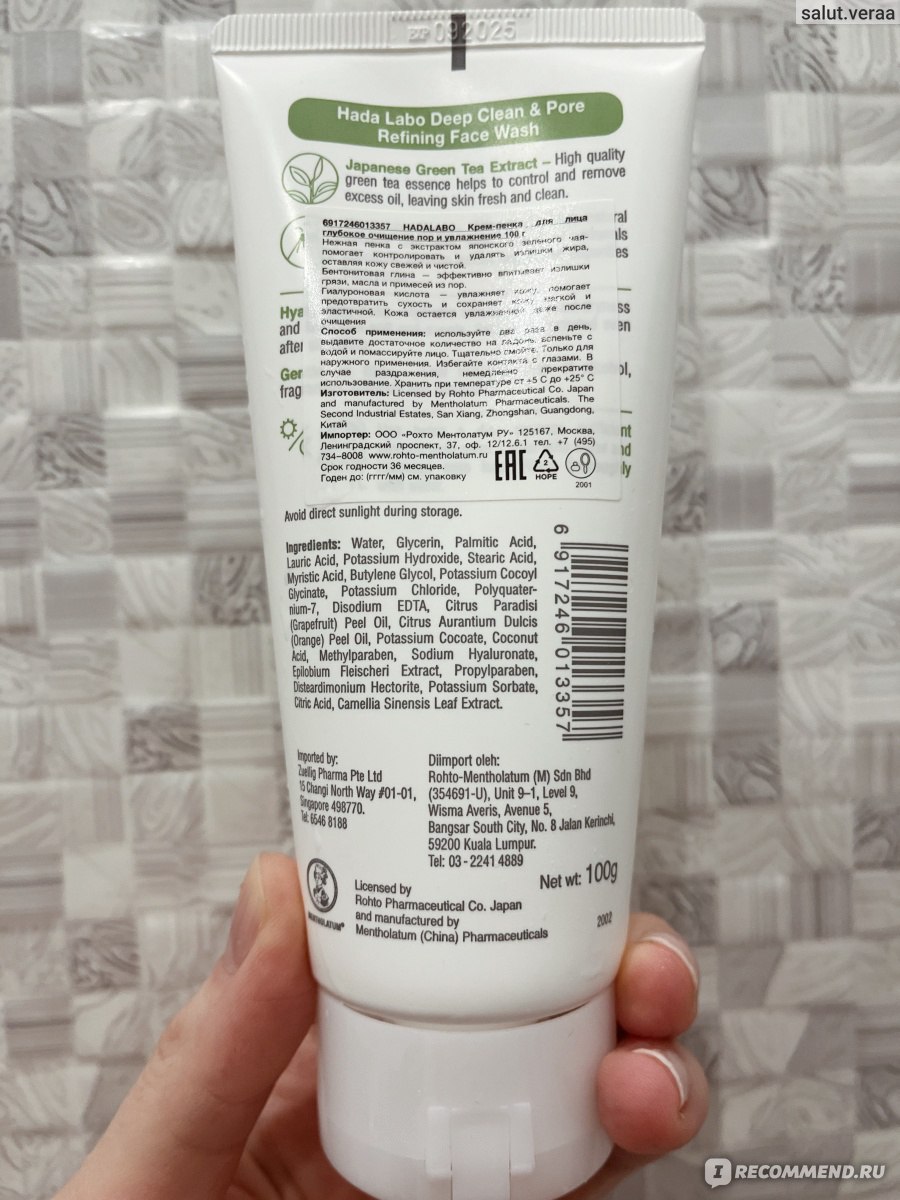 salut.veraa
EP 092025
Hada Labo Deep Clean & Pore
Refining Face Wash
Japanese Green Tea Extract – High quality
green tea essence helps to control and remove
excess oil, leaving skin fresh and clean.
6917246013357 HADALABO Крем-пенка для лица
глубокое очищение пор и увлажнение 100 г
Нежная пенка с экстрактом японского зеленого чая-
помогает контролировать и удалять излишки жира,
оставляя кожу свежей и чистой.
Бентонитовая глина — эффективно впитывает излишки
грязи, масла и примесей из пор.
Гиалуроновая кислота — увлажняет кожу, помогает
предотвратить сухость и сохраняет кожу мягкой и
эластичной. Кожа остается увлажненной даже после
очищения
Способ применения: используйте два раза в день,
выдавите достаточное количество на ладонь, вспеньте с
водой и помассируйте лицо. Тщательно смойте. Только для
наружного применения. Избегайте контакта с глазами. В
случае раздражения, немедленно прекратите
использование. Хранить при температуре от +5 С до +25° С
Изготовитель: Licensed by Rohto Pharmaceutical Co. Japan
and manufactured by Mentholatum Pharmaceuticals. The
Second Industrial Estates, San Xiang, Zhongshan, Guangdong,
Китай
Импортер: ООО «Рохто Ментолатум РУ» 125167, Москва,
Ленинградский проспект, 37, оф. 12/12.6.1 тел. +7 (495)
734–8008 www.rohto-mentholatum.ru
Срок годности 36 месяцев.
Годен до: (гггг/мм) см. упаковку
EAC 2 HDPE 2001
Hya
and
after
frag
Avoid direct sunlight during storage.
Ingredients: Water, Glycerin, Palmitic Acid,
Lauric Acid, Potassium Hydroxide, Stearic Acid,
Myristic Acid, Butylene Glycol, Potassium Cocoyl
Glycinate, Potassium Chloride, Polyquater-
nium-7, Disodium EDTA, Citrus Paradisi
(Grapefruit) Peel Oil, Citrus Aurantium Dulcis
(Orange) Peel Oil, Potassium Cocoate, Coconut
Acid, Methylparaben, Sodium Hyaluronate,
Epilobium Fleischeri Extract, Propylparaben,
Disteardimonium Hectorite, Potassium Sorbate,
Citric Acid, Camellia Sinensis Leaf Extract.
6 917246 013357
Imported by:
Zuellig Pharma Pte Ltd
15 Changi North Way #01-01,
Singapore 498770.
Tel: 6546 8188
Diimport oleh:
Rohto-Mentholatum (M) Sdn Bhd
(354691-U), Unit 9–1, Level 9,
Wisma Averis, Avenue 5,
Bangsar South City, No. 8 Jalan Kerinchi,
59200 Kuala Lumpur.
Tel: 03 - 2241 4889
Net wt: 100g
MENTHOLATUM®
Licensed by
Rohto Pharmaceutical Co. Japan
and manufactured by
Mentholatum (China) Pharmaceuticals
2002
IRECOMMEND.RU